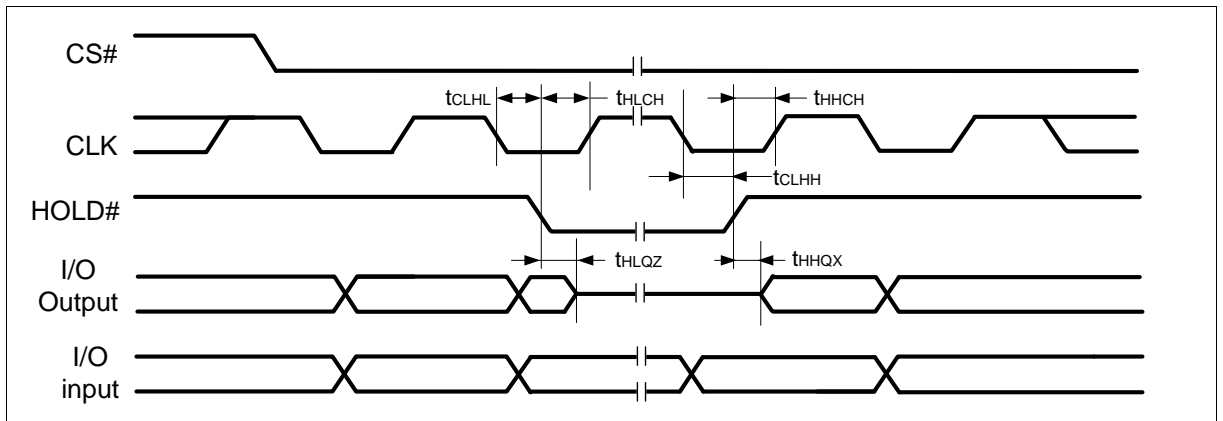 CS#
tCLHL
tHLCH
tHHCH
CLK
tCLHH
HOLD#
tHLQZ
tHHQX
I/O
Output
I/O
input